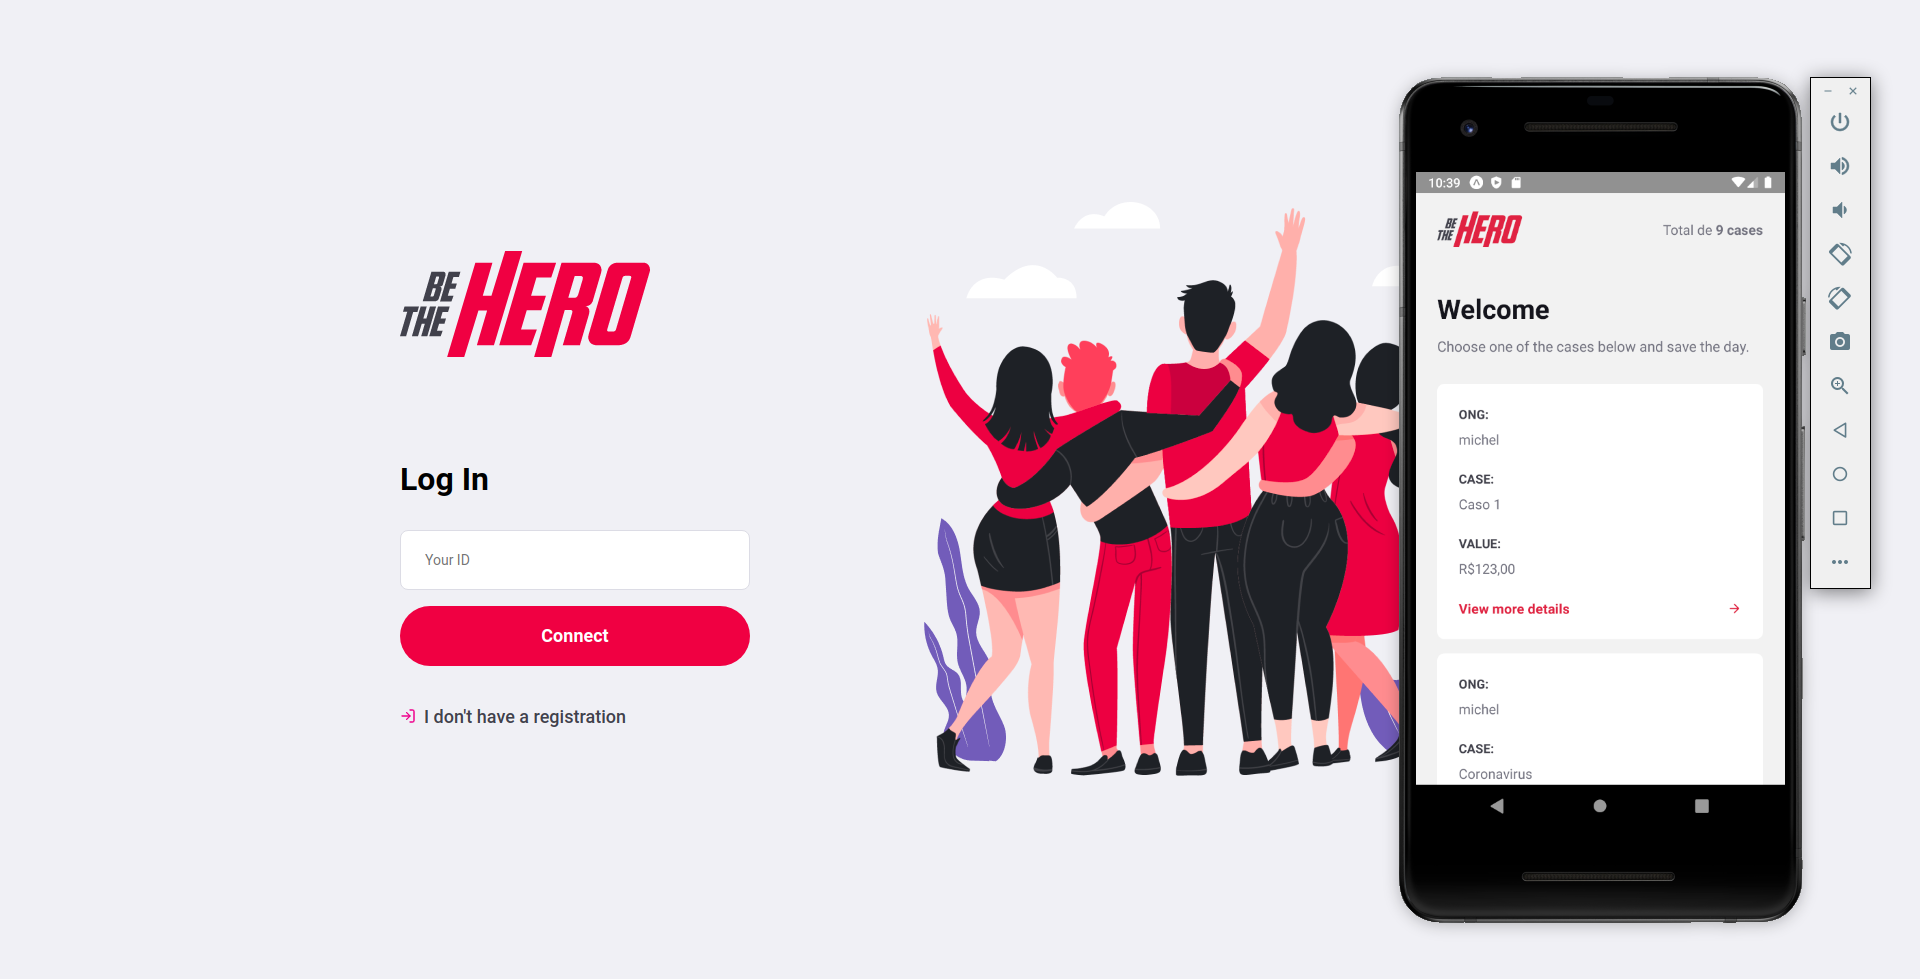 BE
THE HERO
Log In
Your ID
Connect
I don't have a registration
10:39
BE
THE HERO
Total de 9 cases
Welcome
Choose one of the cases below and save the day.
ONG:
michel
CASE:
Caso 1
VALUE:
R$123,00
View more details
ONG:
michel
CASE:
Coronavirus